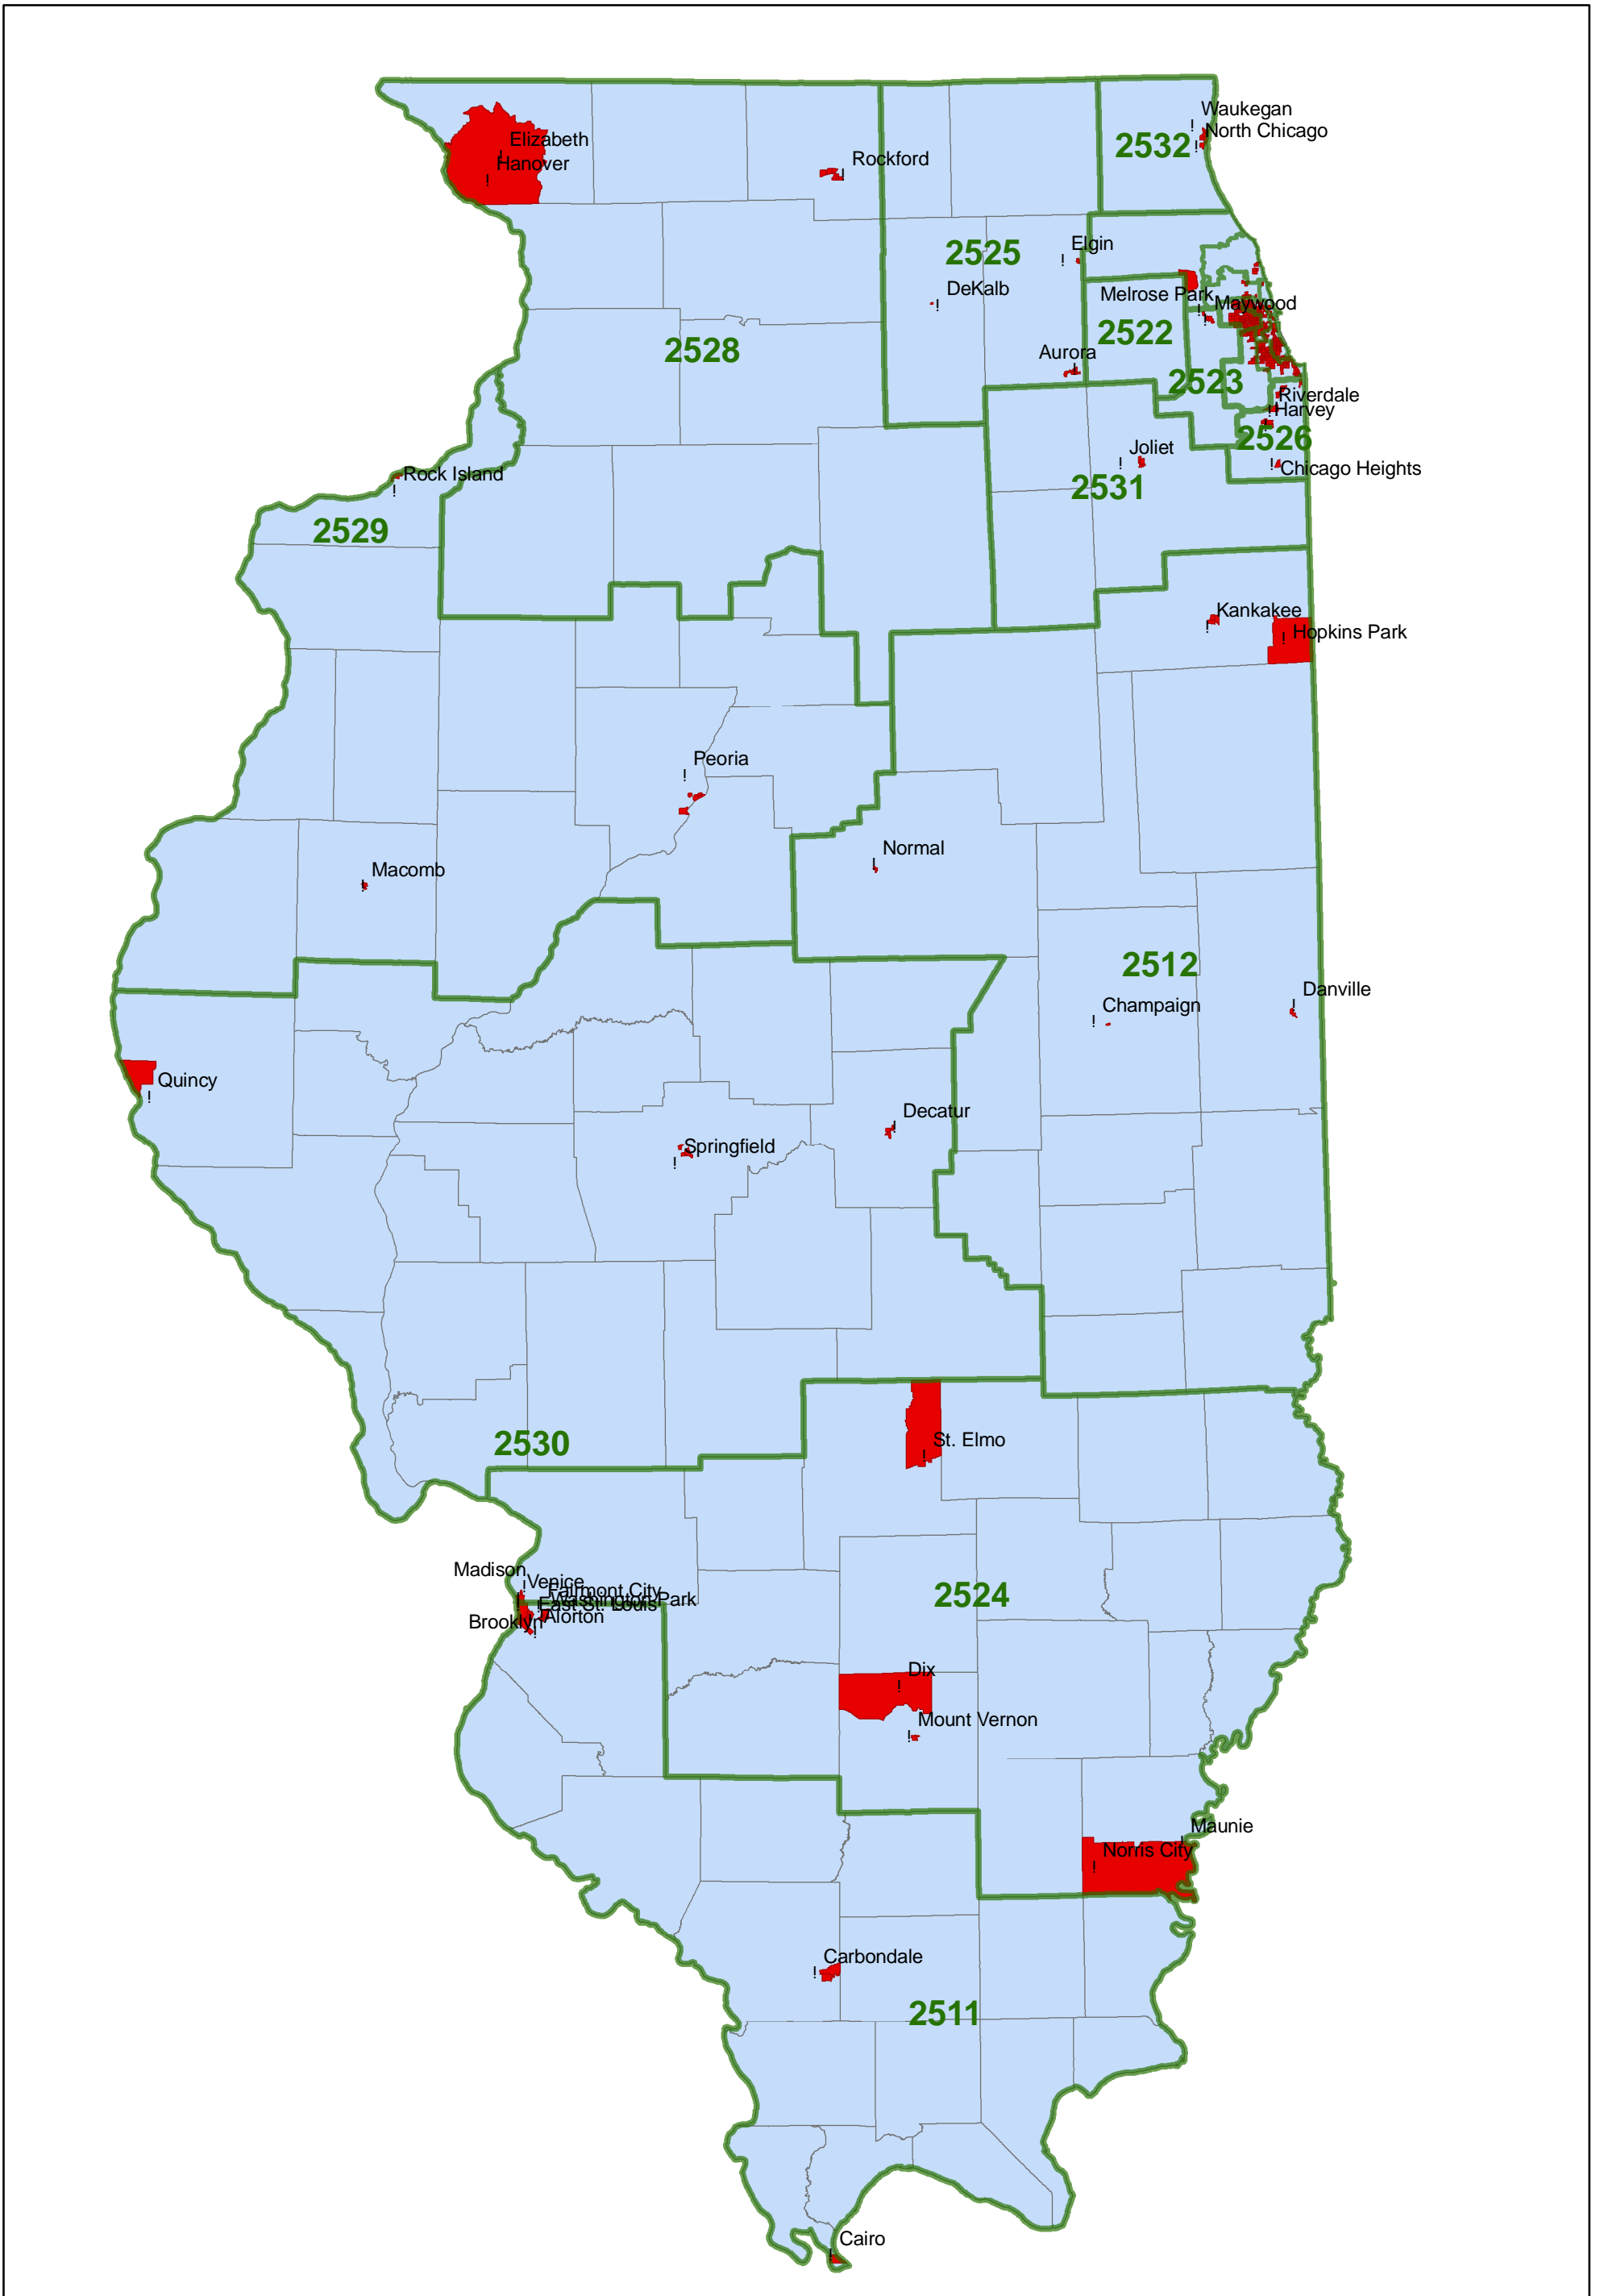 Waukegan
North Chicago
2532
Elizabeth
Hanover
Rockford
Elgin
2525
DeKalb
Melrose Park
Maywood
2522
2528
Aurora
2523
Riverdale
Harvey
2526
Joliet
Chicago Heights
2531
Rock Island
2529
Kankakee
Hopkins Park
Peoria
Normal
Macomb
2512
Danville
Champaign
Quincy
Decatur
Springfield
St. Elmo
2530
Madison
Venice
Fairmont City
Washington Park
East St. Louis
Alorton
Brooklyn
2524
Dix
Mount Vernon
Maunie
Norris City
Carbondale
2511
Cairo